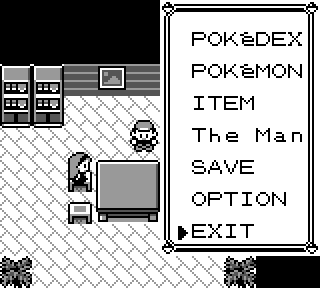 POKéDEX
POKéMON
ITEM
The Man
SAVE
OPTION
EXIT